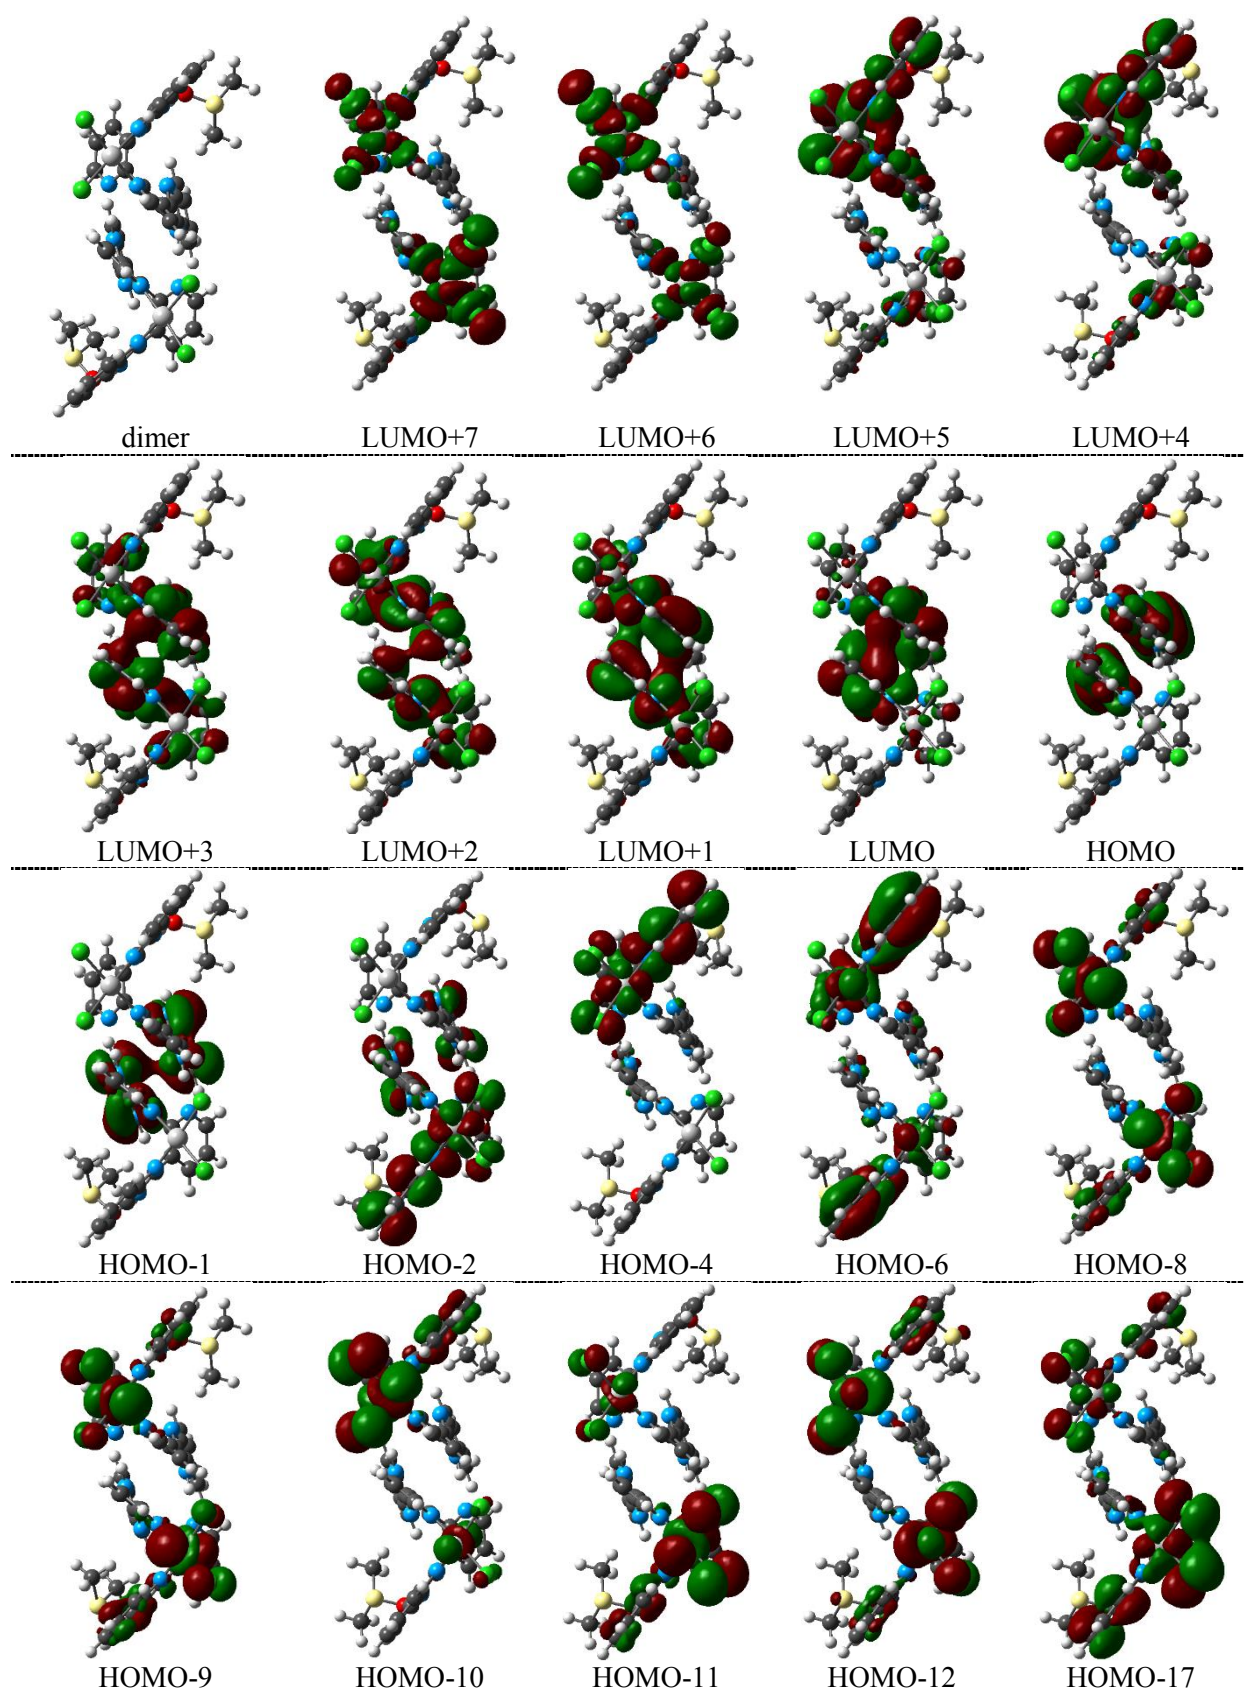 dimer LUMO+7 LUMO+6 LUMO+5 LUMO+4
LUMO+3 LUMO+2 LUMO+1 LUMO HOMO
HOMO-1 HOMO-2 HOMO-4 HOMO-6 HOMO-8
HOMO-9 HOMO-10 HOMO-11 HOMO-12 HOMO-17